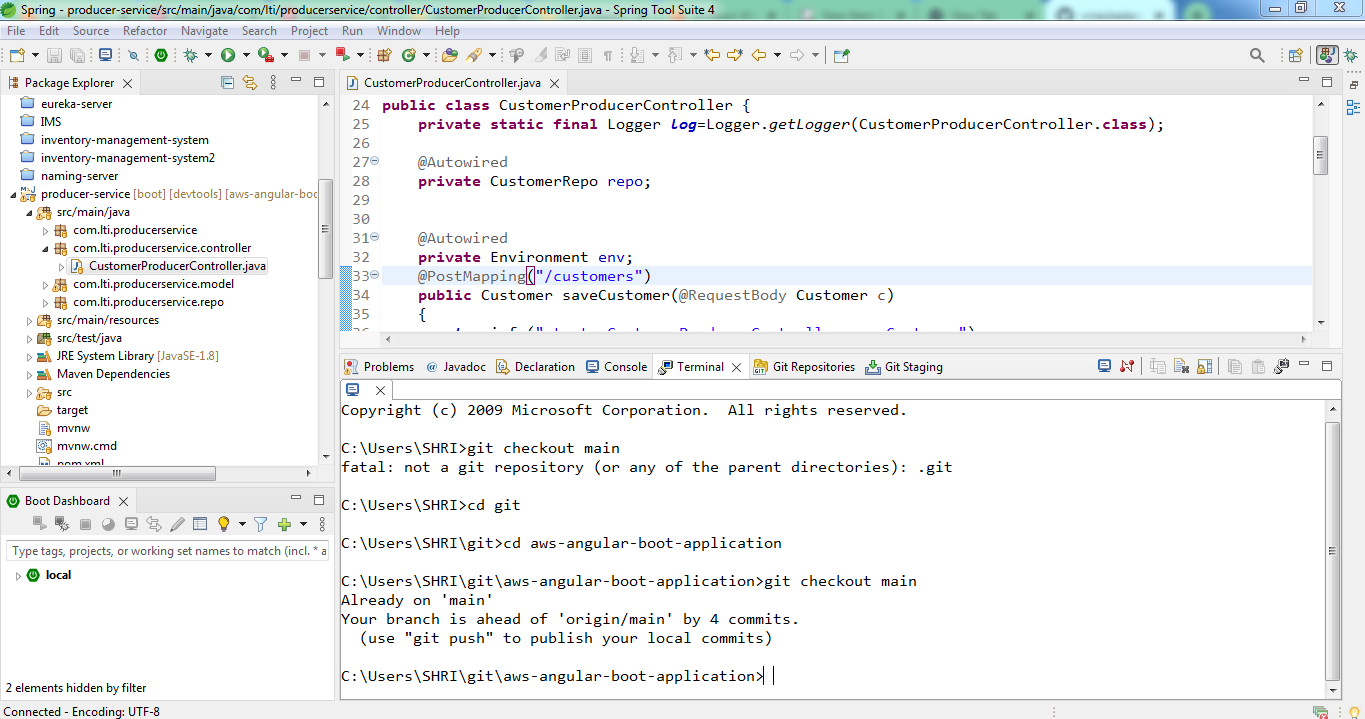 Spring - producer-service/src/main/java/com/lti/producerservice/controller/CustomerProducerController.java - Spring Tool Suite 4
File Edit Source Refactor Navigate Search Project Run Window Help
Package Explorer
eureka-server
IMS
inventory-management-system
inventory-management-system2
naming-server
producer-service [boot] [devtools] [aws-angular-boo
src/main/java
com.lti.producerservice
com.lti.producerservice.controller
CustomerProducerController.java
com.lti.producerservice.model
com.lti.producerservice.repo
src/main/resources
src/test/java
JRE System Library [JavaSE-1.8]
Maven Dependencies
src
target
mvnw
mvnw.cmd
pom.xml
Boot Dashboard
Type tags, projects, or working set names to match (incl. * a
local
2 elements hidden by filter
CustomerProducerController.java
24 public class CustomerProducerController {
25 private static final Logger log=Logger.getLogger(CustomerProducerController.class);
26
27 @Autowired
28 private CustomerRepo repo;
29
30
31 @Autowired
32 private Environment env;
33 @PostMapping("/customers")
34 public Customer saveCustomer(@RequestBody Customer c)
35 {
Problems @ Javadoc Declaration Console Terminal Git Repositories Git Staging
Copyright (c) 2009 Microsoft Corporation.  All rights reserved.
C:\Users\SHRI>git checkout main
fatal: not a git repository (or any of the parent directories): .git
C:\Users\SHRI>cd git
C:\Users\SHRI\git>cd aws-angular-boot-application
C:\Users\SHRI\git\aws-angular-boot-application>git checkout main
Already on 'main'
Your branch is ahead of 'origin/main' by 4 commits.
(use "git push" to publish your local commits)
C:\Users\SHRI\git\aws-angular-boot-application>
Connected - Encoding: UTF-8